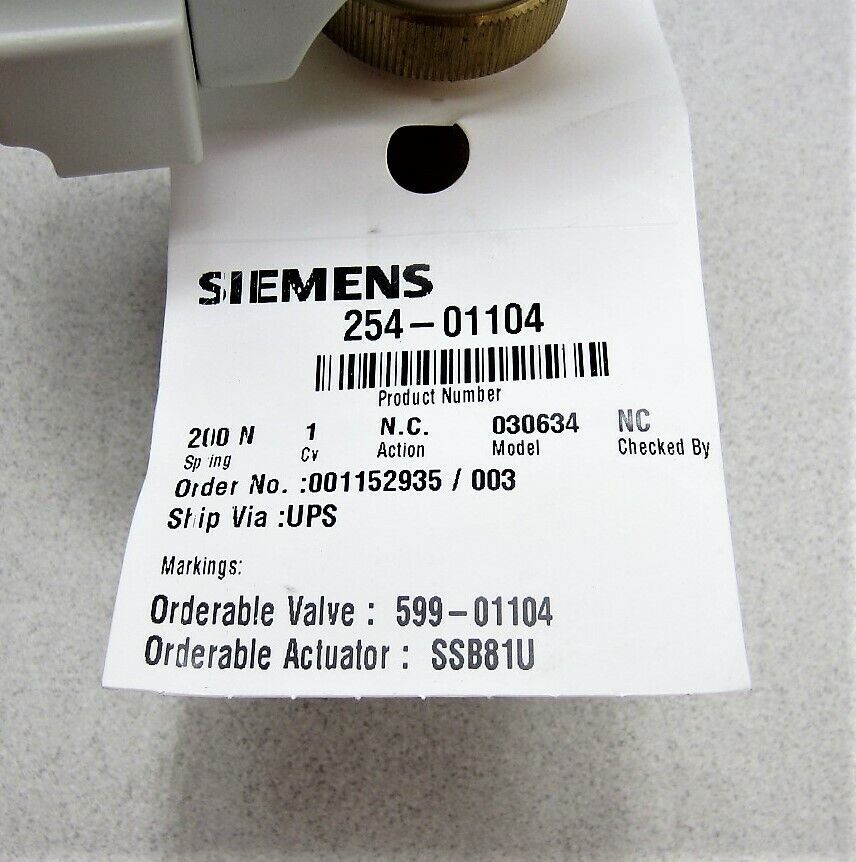 SIEMENS
254-01104
Product Number
200 N 1 N.C. 030634 NC
Spring Cv Action Model Checked By
Order No. :001152935 / 003
Ship Via :UPS
Markings:
Orderable Valve : 599-01104
Orderable Actuator : SSB81U